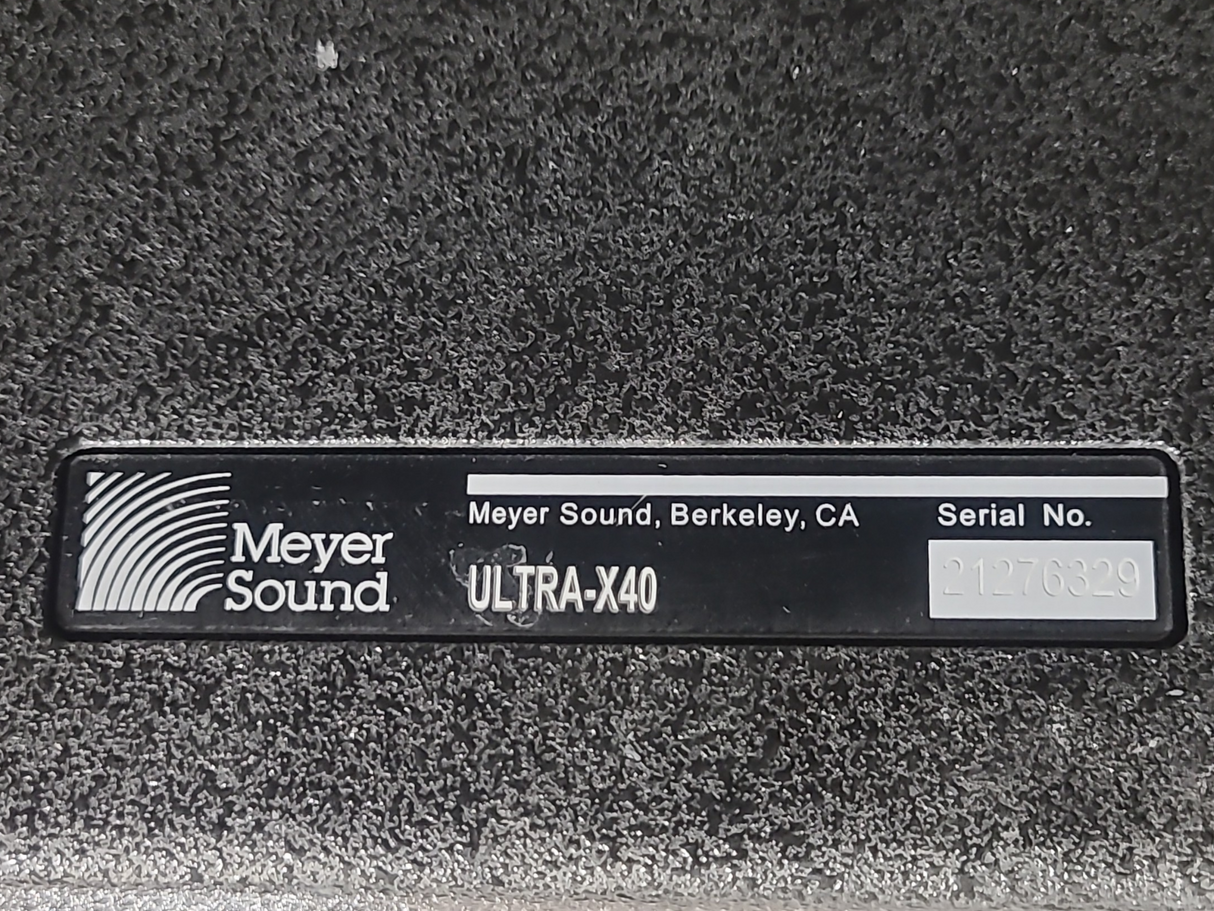 Meyer
Sound
Meyer Sound, Berkeley, CA
ULTRA-X40
Serial No.
21276329